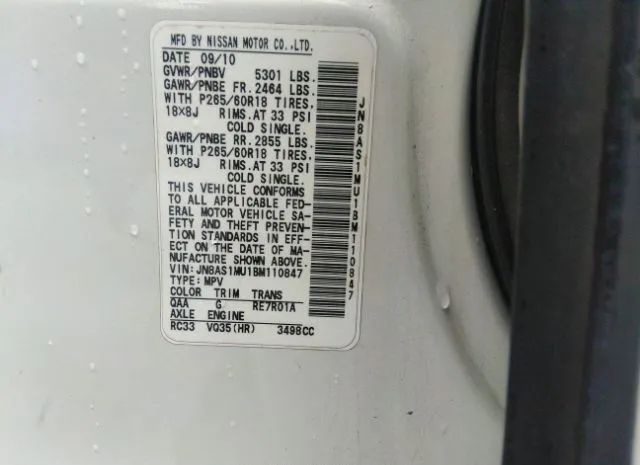 MFD BY NISSAN MOTOR CO.,LTD.
DATE 09/10
GVWR/PNBV 5301 LBS.
GAWR/PNBE FR. 2464 LBS.
WITH P265/60R18 TIRES,
18X8J RIMS. AT 33 PSI
COLD SINGLE.
GAWR/PNBE RR. 2855 LBS.
WITH P265/60R18 TIRES,
18X8J RIMS. AT 33 PSI
COLD SINGLE.
THIS VEHICLE CONFORMS
TO ALL APPLICABLE FED-
ERAL MOTOR VEHICLE SA-
FETY AND THEFT PREVEN-
TION STANDARDS IN EFF-
ECT ON THE DATE OF MA-
NUFACTURE SHOWN ABOVE.
VIN: JN8AS1MU1BM110847
TYPE: MPV
COLOR TRIM TRANS
QAA G RE7R01A
AXLE ENGINE
RC33 VQ35(HR) 3498CC
JN8AS1MU1BM110847